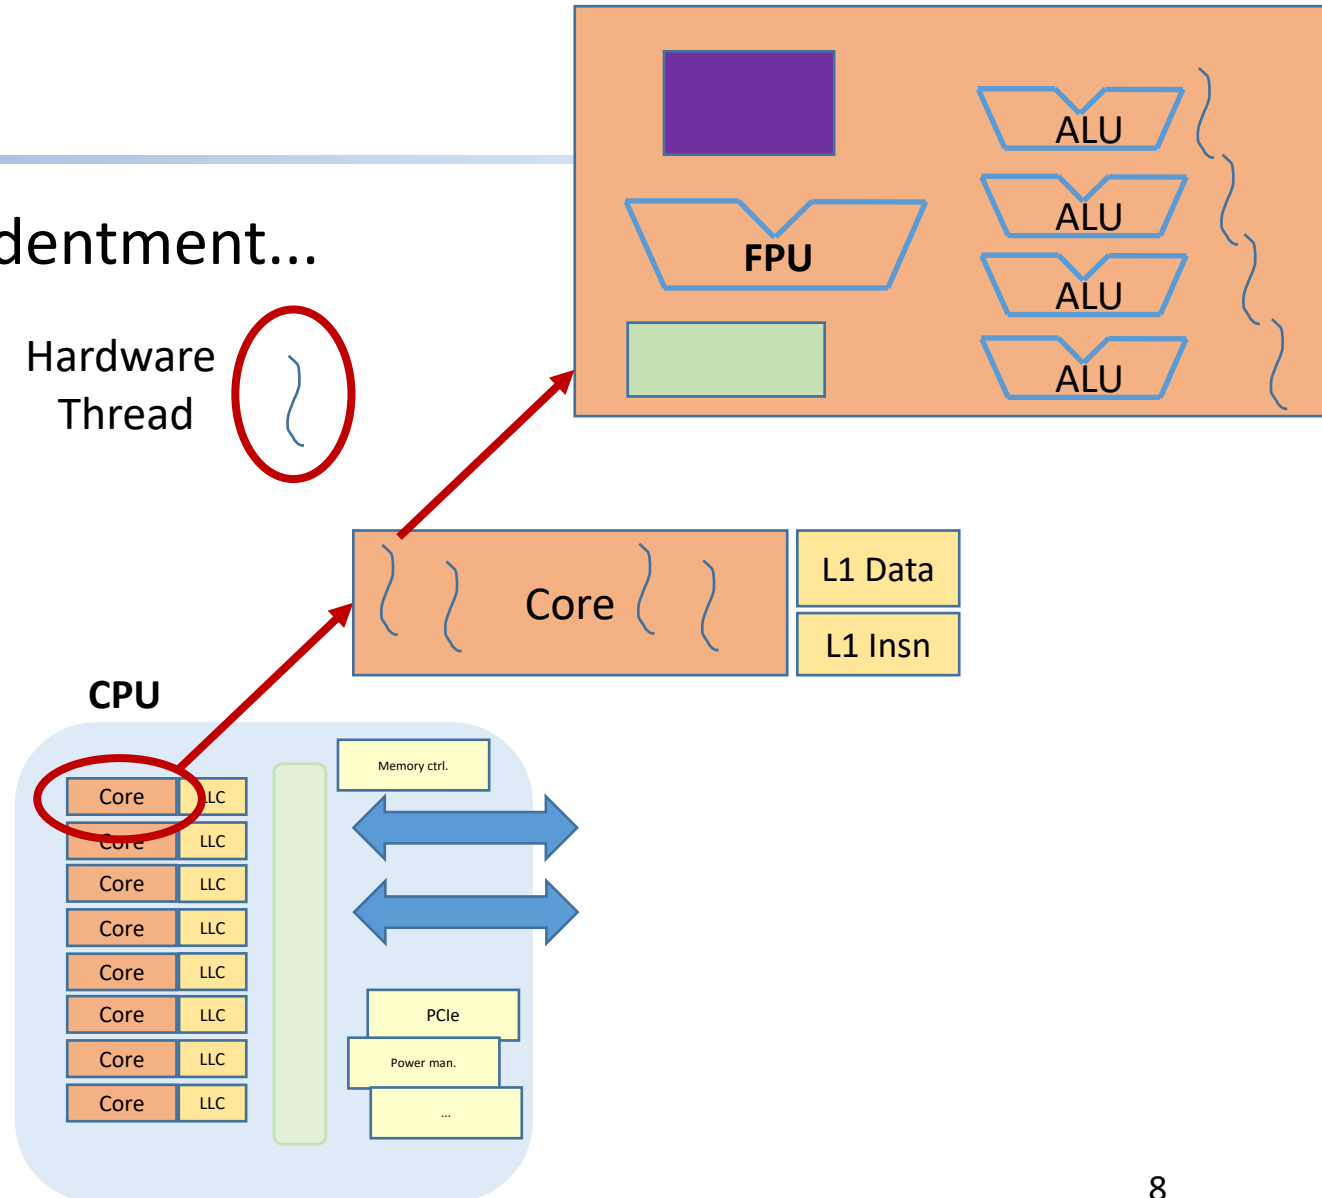 dentment...
Hardware
Thread
ALU
ALU
FPU
ALU
ALU
Core
L1 Data
L1 Insn
CPU
Memory ctrl.
Core
LLC
Core
LLC
Core
LLC
Core
LLC
Core
LLC
Core
LLC
Core
LLC
Core
LLC
PCIe
Power man.
...
8